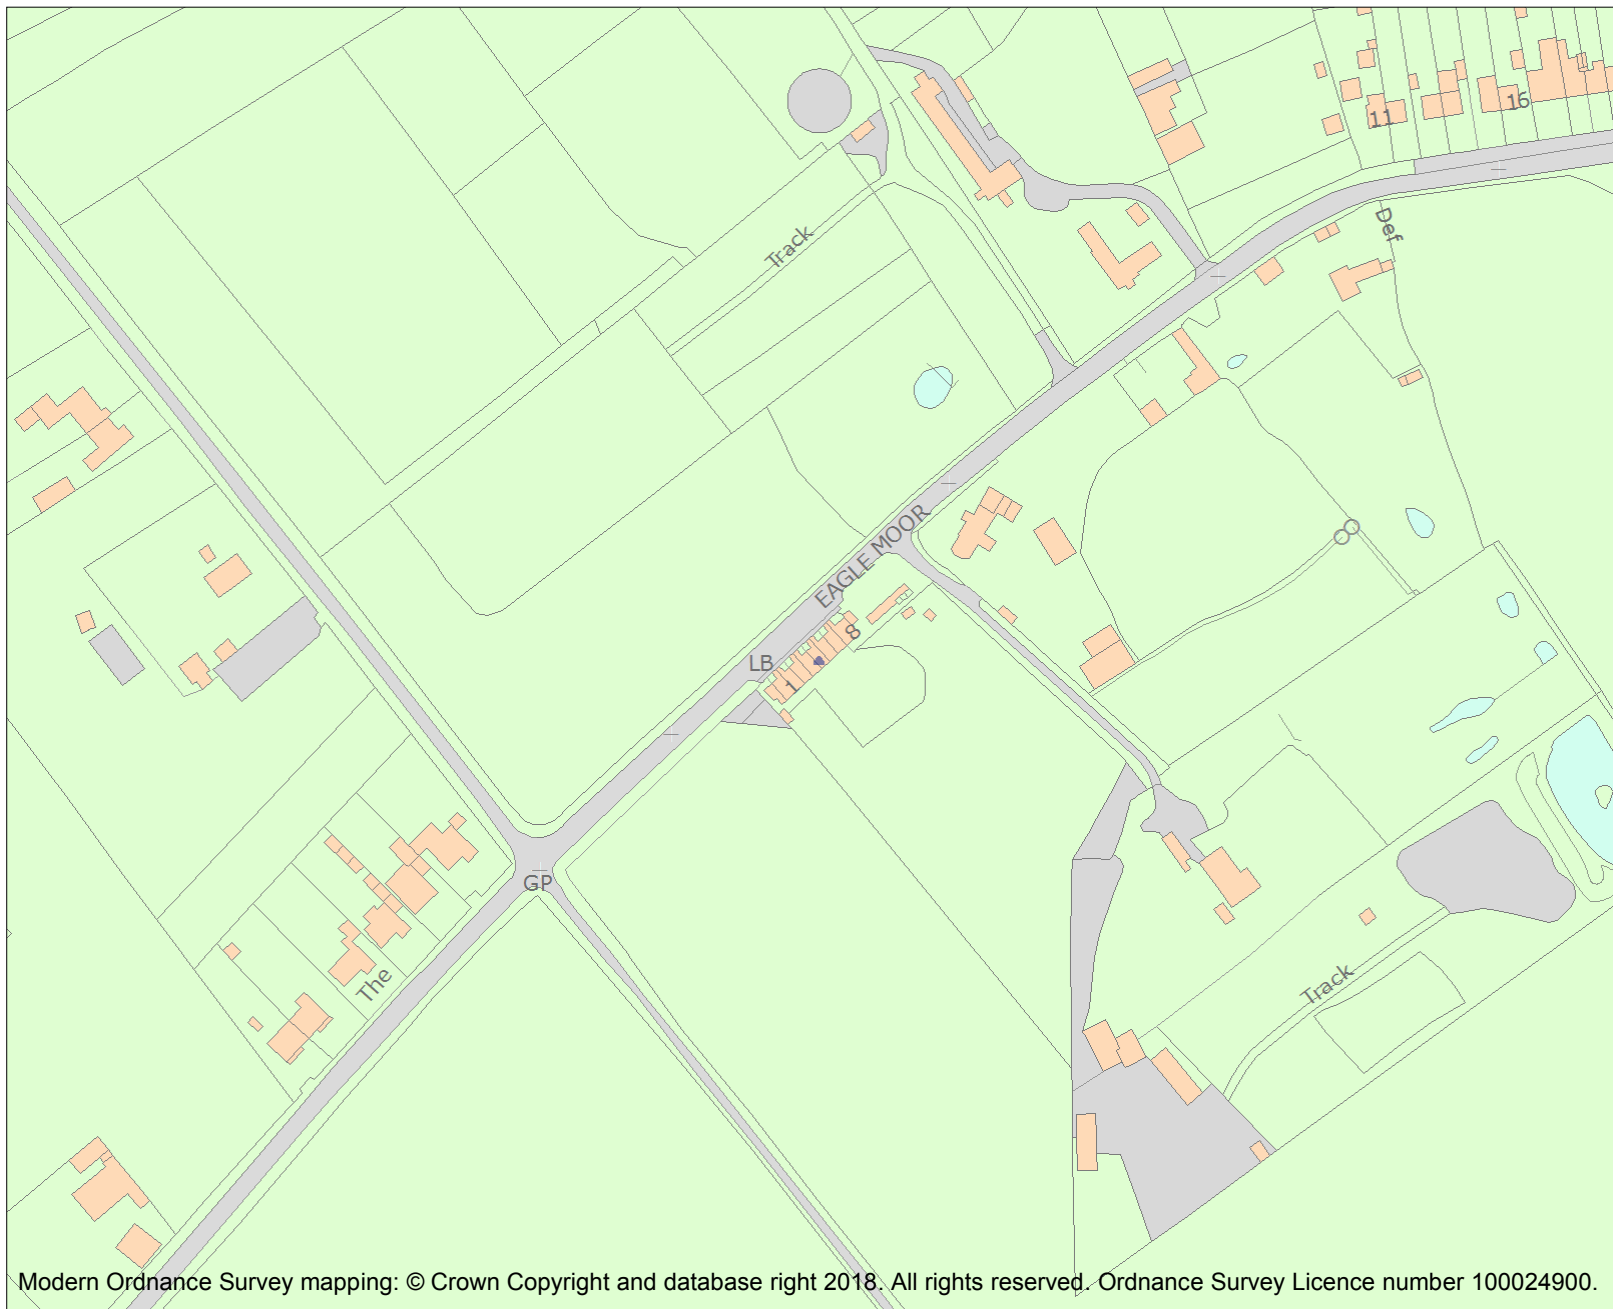 16
11
Def
Track
EAGLE MOOR
8
LB
1
GP
The
Track
Modern Ordnance Survey mapping: © Crown Copyright and database right 2018. All rights reserved. Ordnance Survey Licence number 100024900.